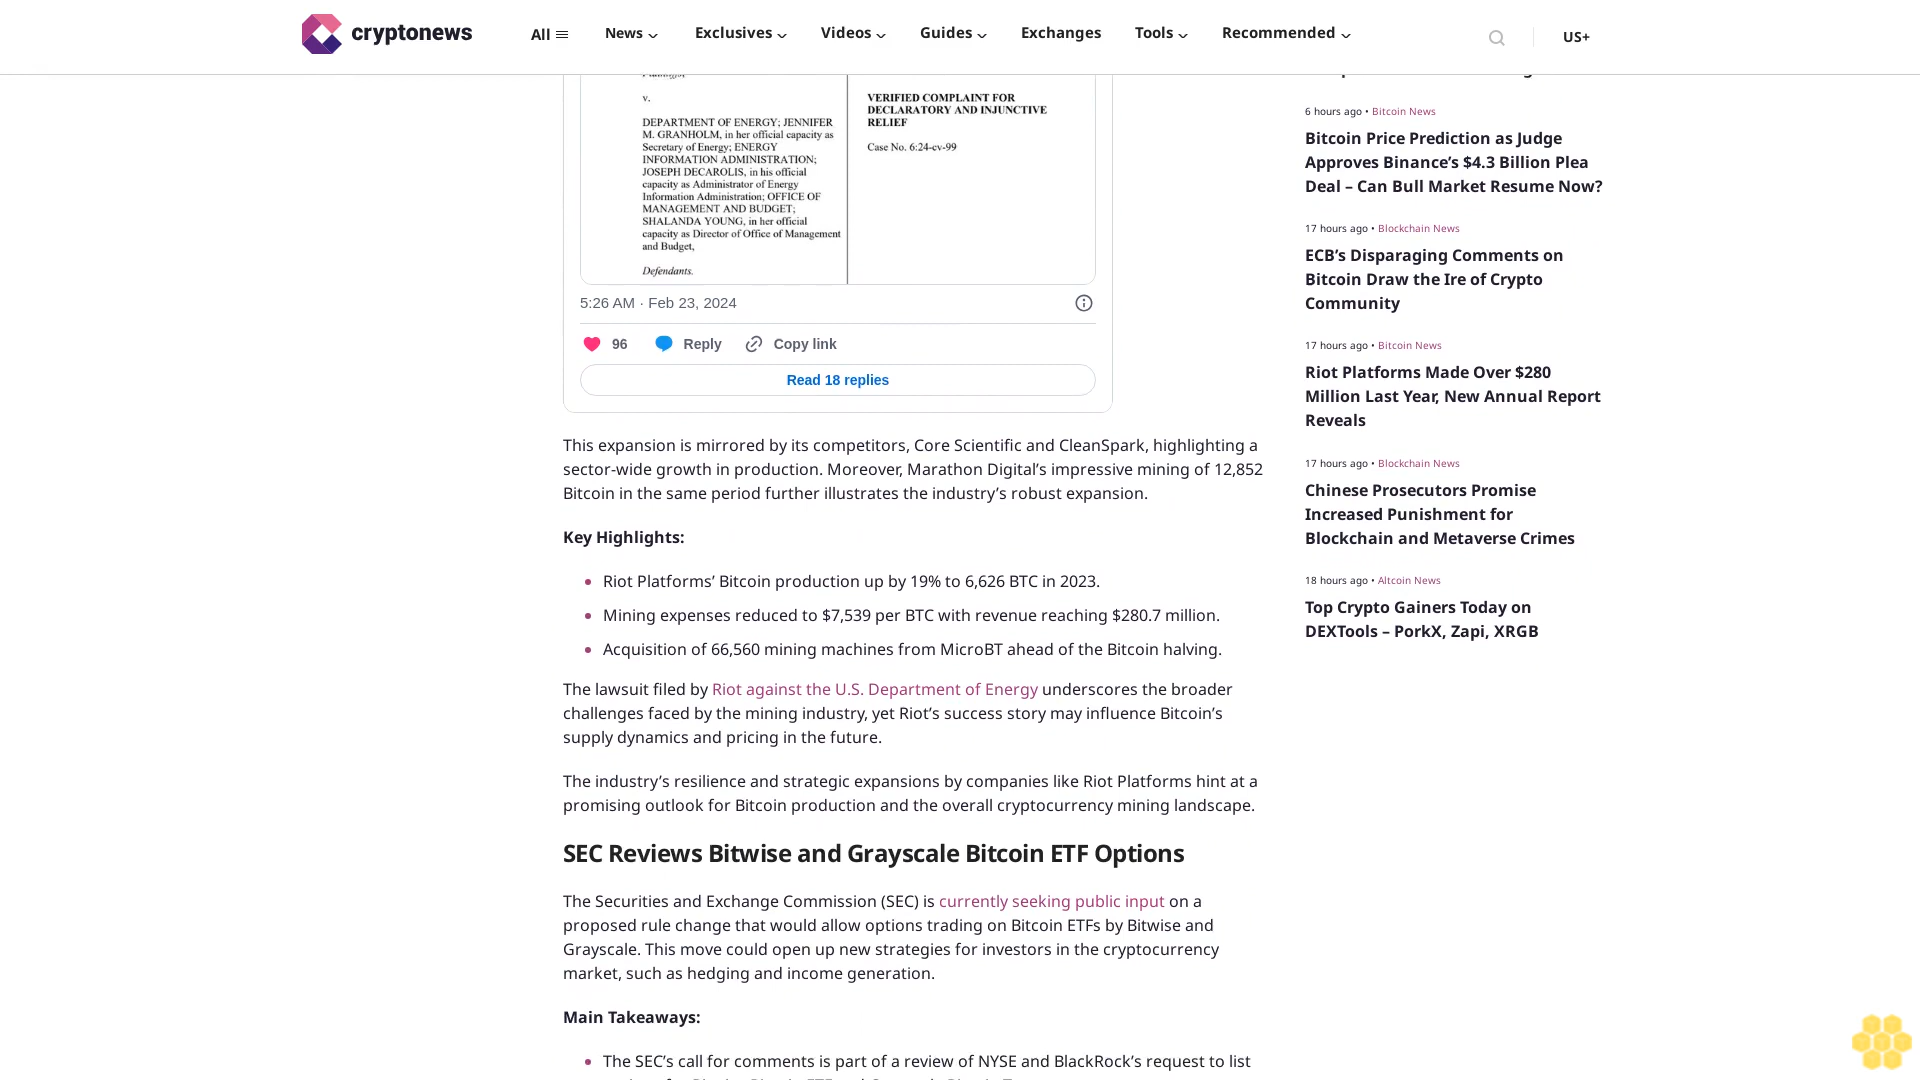 cryptonews
All
News
Exclusives
Videos
Guides
Exchanges
Tools
Recommended
US+
v.
DEPARTMENT OF ENERGY; JENNIFER
M. GRANHOLM, in her official capacity as
Secretary of Energy; ENERGY
INFORMATION ADMINISTRATION;
JOSEPH DECAROLIS, in his official
capacity as Administrator of Energy
Information Administration; OFFICE OF
MANAGEMENT AND BUDGET;
SHALANDA YOUNG, in her official
capacity as Director of Office of Management
and Budget,
Defendants.
VERIFIED COMPLAINT FOR
DECLARATORY AND INJUNCTIVE
RELIEF
Case No. 6:24-cv-99
5:26 AM · Feb 23, 2024
96
Reply
Copy link
Read 18 replies
This expansion is mirrored by its competitors, Core Scientific and CleanSpark, highlighting a
sector-wide growth in production. Moreover, Marathon Digital’s impressive mining of 12,852
Bitcoin in the same period further illustrates the industry’s robust expansion.
Key Highlights:
Riot Platforms’ Bitcoin production up by 19% to 6,626 BTC in 2023.
Mining expenses reduced to $7,539 per BTC with revenue reaching $280.7 million.
Acquisition of 66,560 mining machines from MicroBT ahead of the Bitcoin halving.
The lawsuit filed by Riot against the U.S. Department of Energy underscores the broader
challenges faced by the mining industry, yet Riot’s success story may influence Bitcoin’s
supply dynamics and pricing in the future.
The industry’s resilience and strategic expansions by companies like Riot Platforms hint at a
promising outlook for Bitcoin production and the overall cryptocurrency mining landscape.
SEC Reviews Bitwise and Grayscale Bitcoin ETF Options
The Securities and Exchange Commission (SEC) is currently seeking public input on a
proposed rule change that would allow options trading on Bitcoin ETFs by Bitwise and
Grayscale. This move could open up new strategies for investors in the cryptocurrency
market, such as hedging and income generation.
Main Takeaways:
The SEC’s call for comments is part of a review of NYSE and BlackRock’s request to list
6 hours ago • Bitcoin News
Bitcoin Price Prediction as Judge
Approves Binance’s $4.3 Billion Plea
Deal – Can Bull Market Resume Now?
17 hours ago • Blockchain News
ECB’s Disparaging Comments on
Bitcoin Draw the Ire of Crypto
Community
17 hours ago • Bitcoin News
Riot Platforms Made Over $280
Million Last Year, New Annual Report
Reveals
17 hours ago • Blockchain News
Chinese Prosecutors Promise
Increased Punishment for
Blockchain and Metaverse Crimes
18 hours ago • Altcoin News
Top Crypto Gainers Today on
DEXTools – PorkX, Zapi, XRGB